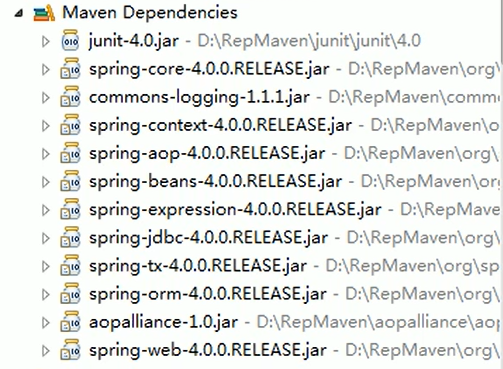 Maven Dependencies
junit-4.0.jar - D:\RepMaven\junit\junit\4.0
spring-core-4.0.0.RELEASE.jar - D:\RepMaven\org\
commons-logging-1.1.1.jar - D:\RepMaven\comm
spring-context-4.0.0.RELEASE.jar - D:\RepMaven\o
spring-aop-4.0.0.RELEASE.jar - D:\RepMaven\org\
spring-beans-4.0.0.RELEASE.jar - D:\RepMaven\org
spring-expression-4.0.0.RELEASE.jar - D:\RepMave
spring-jdbc-4.0.0.RELEASE.jar - D:\RepMaven\org\
spring-tx-4.0.0.RELEASE.jar - D:\RepMaven\org\sp
spring-orm-4.0.0.RELEASE.jar - D:\RepMaven\org\
aopalliance-1.0.jar - D:\RepMaven\aopalliance\aop
spring-web-4.0.0.RELEASE.jar - D:\RepMaven\org\